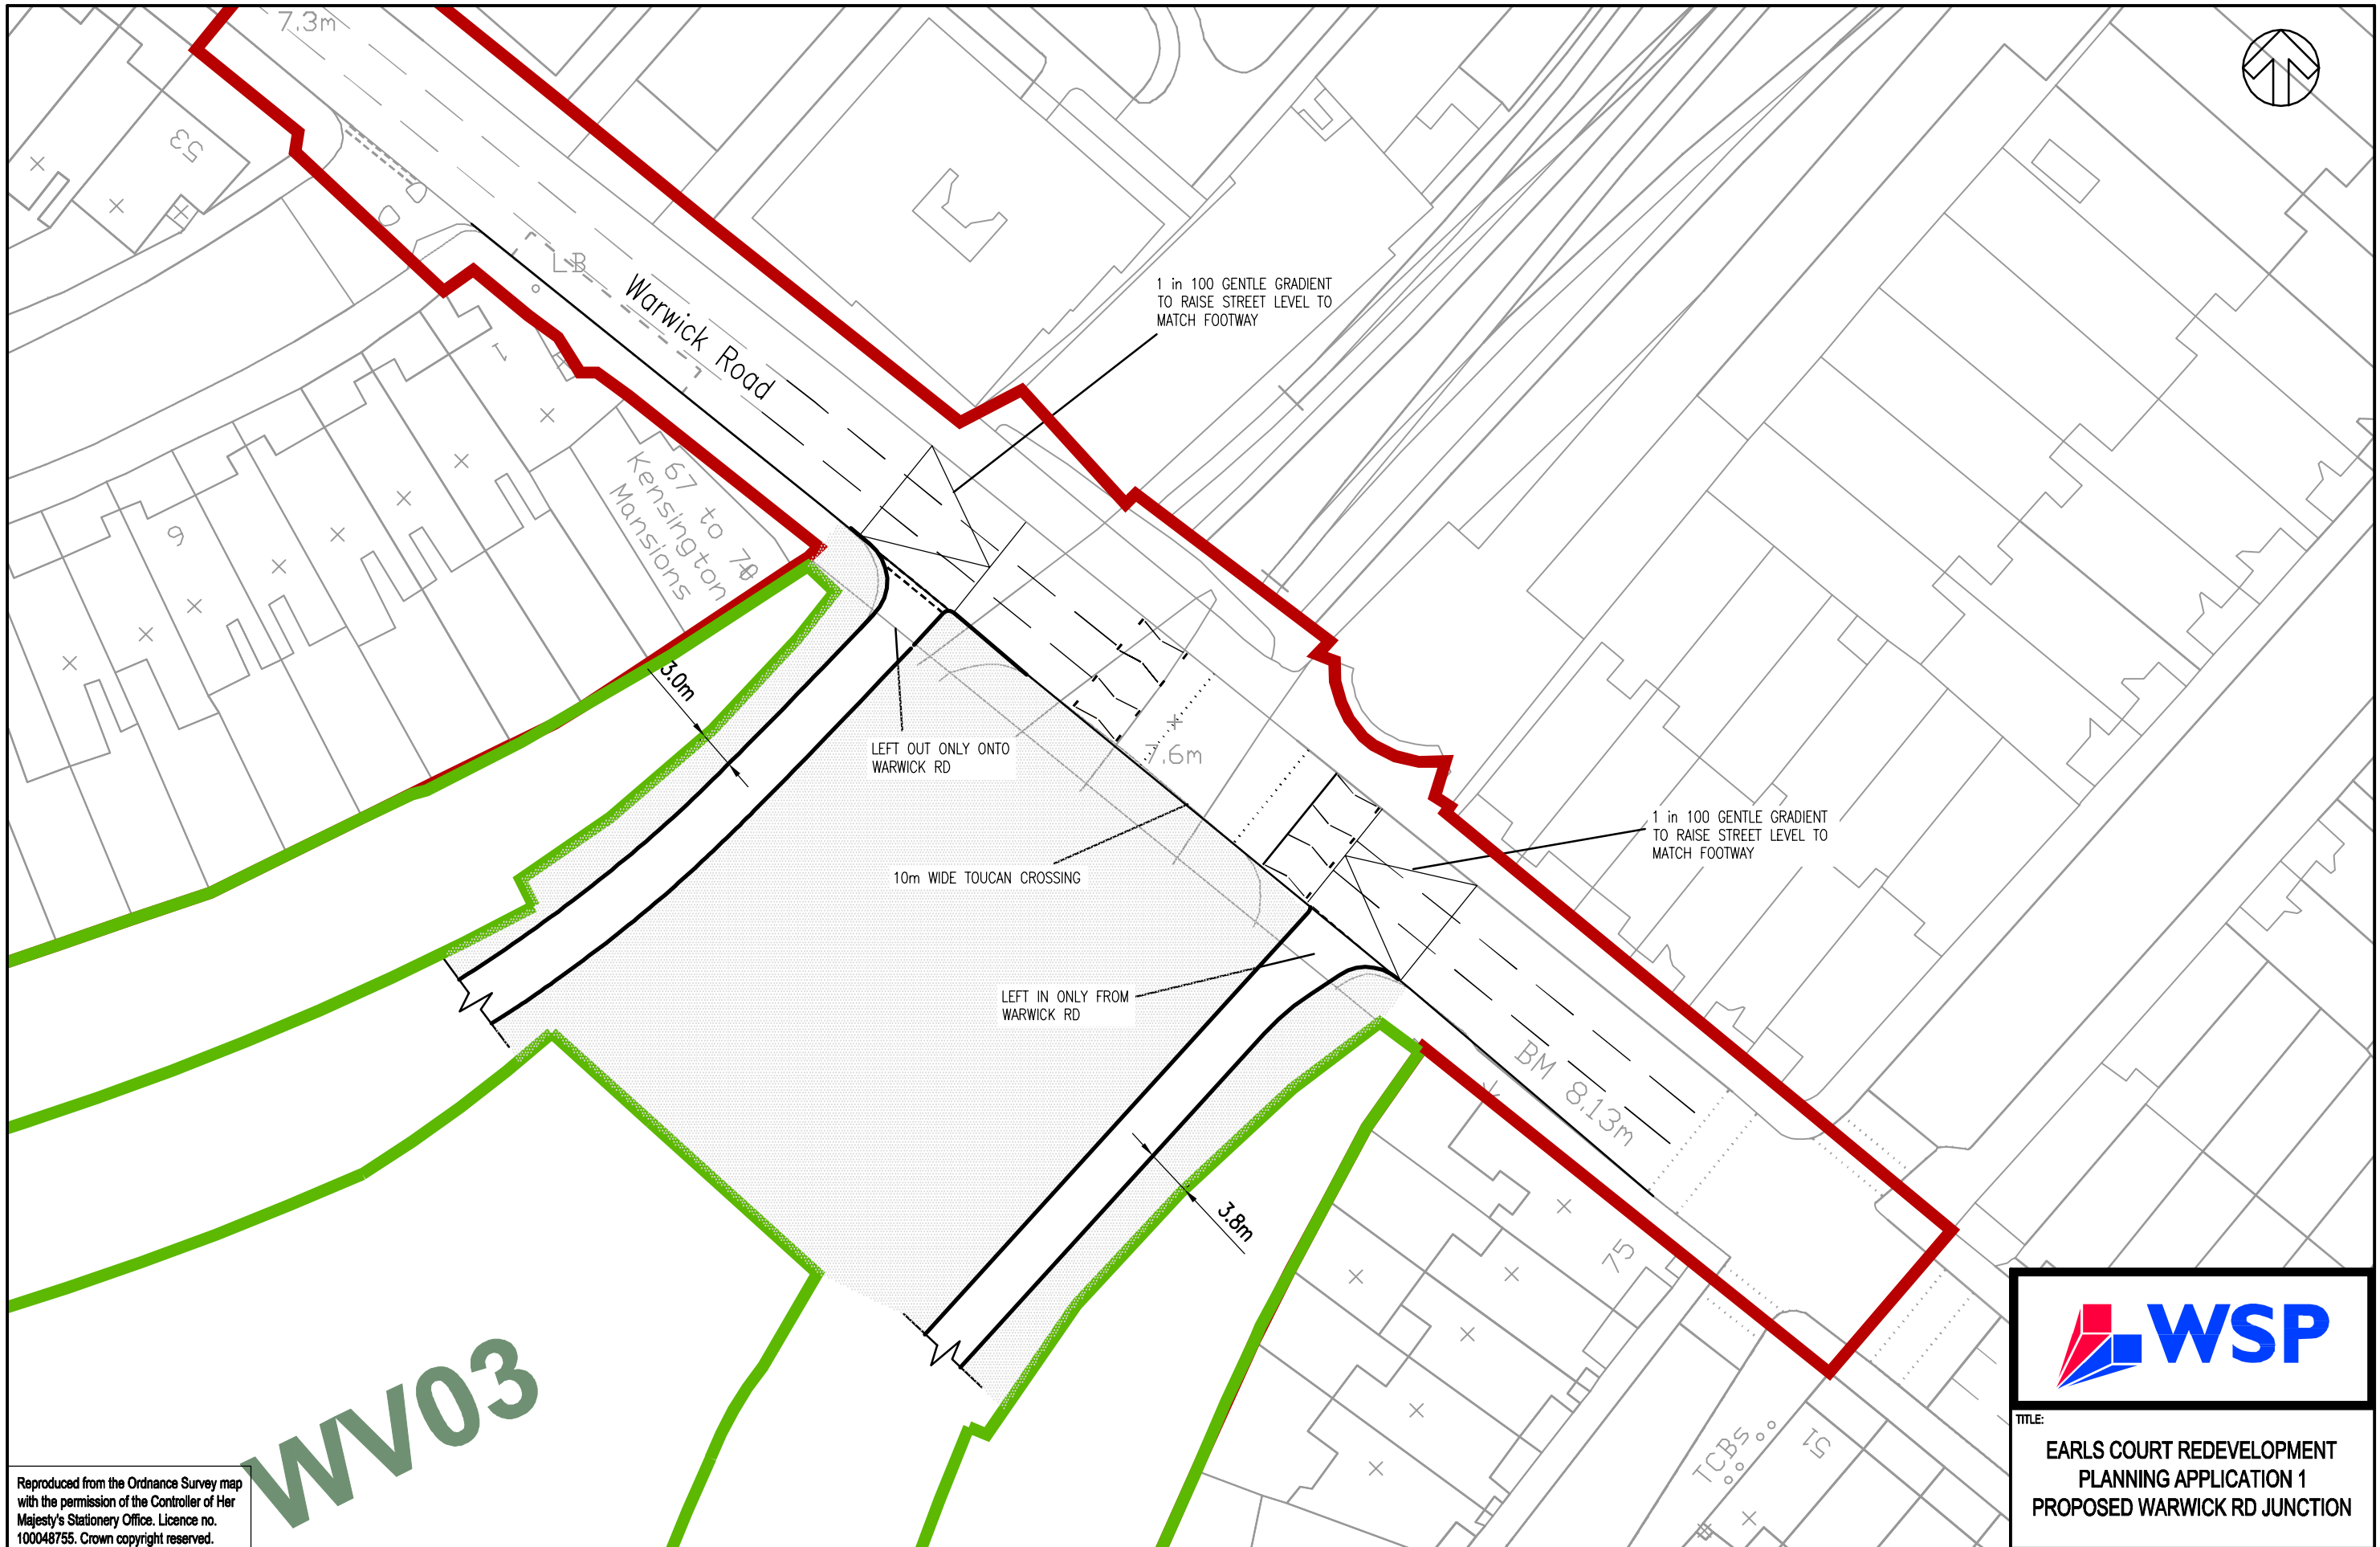 7.3m
53
LB
Warwick Road
1 in 100 GENTLE GRADIENT
TO RAISE STREET LEVEL TO
MATCH FOOTWAY
1
9
67 to 78
Kensington
Mansions
3.0m
LEFT OUT ONLY ONTO
WARWICK RD
7.6m
10m WIDE TOUCAN CROSSING
1 in 100 GENTLE GRADIENT
TO RAISE STREET LEVEL TO
MATCH FOOTWAY
LEFT IN ONLY FROM
WARWICK RD
BM 8.13m
3.8m
75
TCBs
51
WV03
Reproduced from the Ordnance Survey map
with the permission of the Controller of Her
Majesty's Stationery Office. Licence no.
100048755. Crown copyright reserved.
WSP
TITLE:
EARLS COURT REDEVELOPMENT
PLANNING APPLICATION 1
PROPOSED WARWICK RD JUNCTION